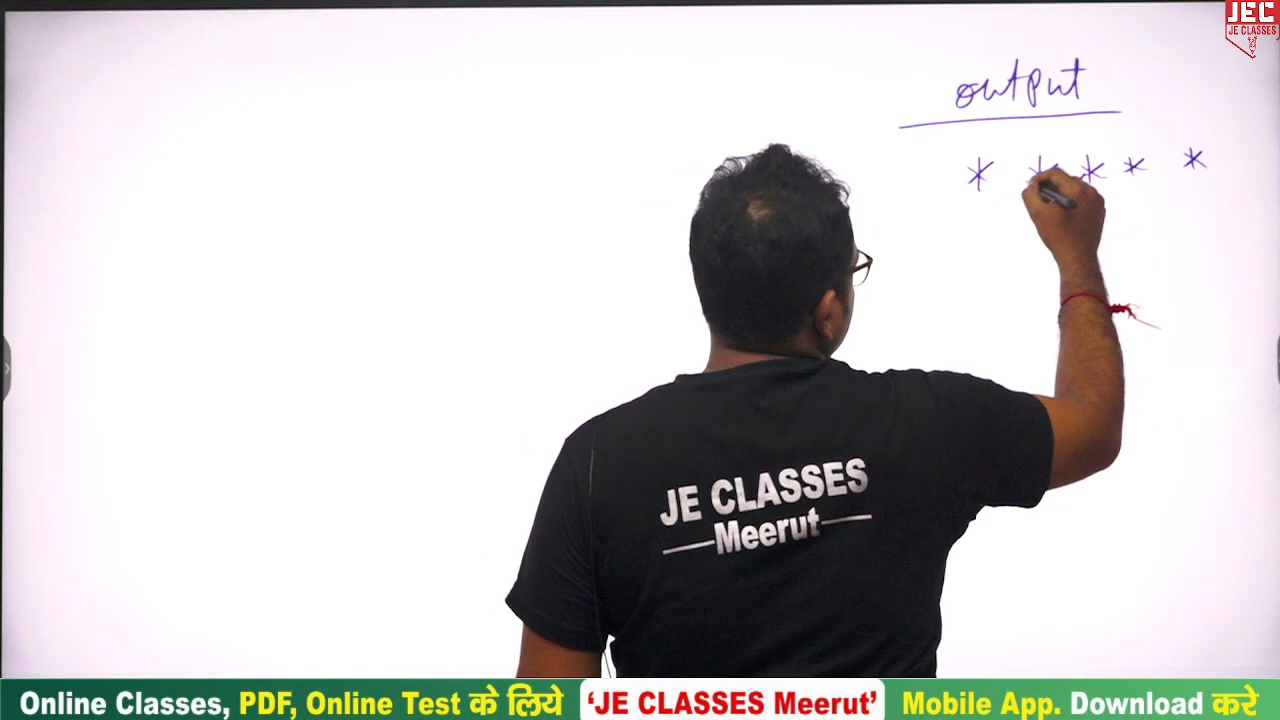 JEC
JE CLASSES
output
* * * * *
JE CLASSES
Meerut
Online Classes, PDF, Online Test के लिये 'JE CLASSES Meerut' Mobile App. Download करे